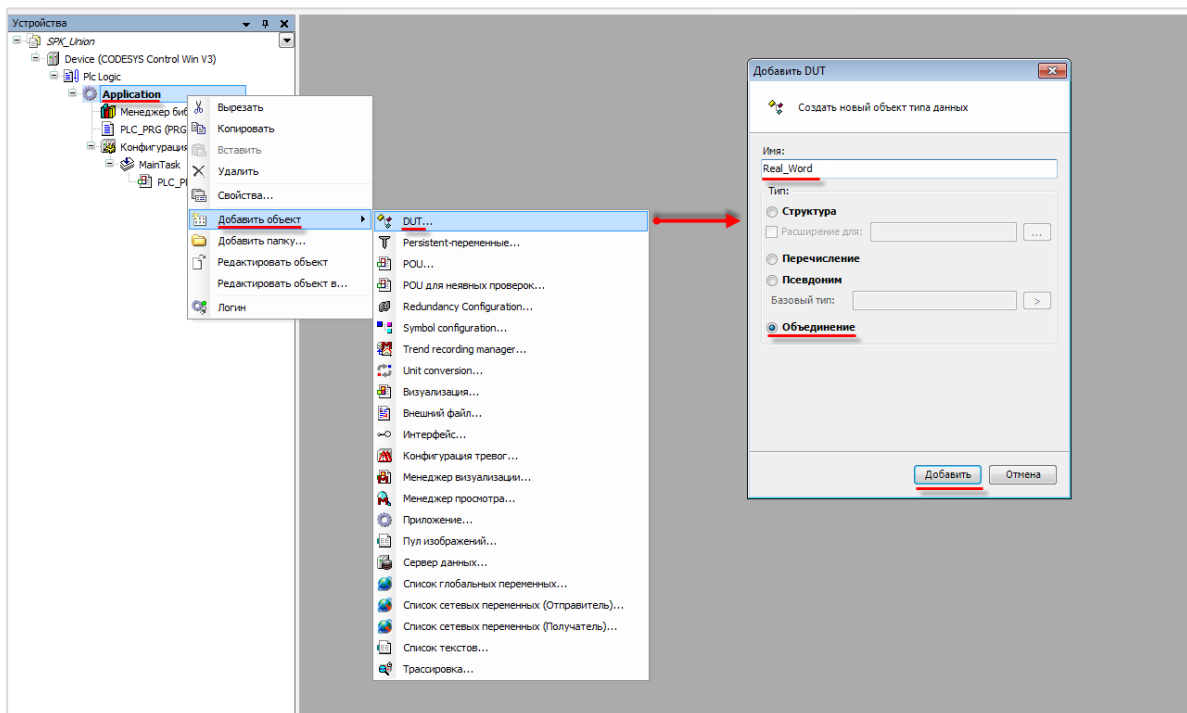 Устройства
SPK_Union
Device (CODESYS Control Win V3)
Plc Logic
Application
Менеджер биб
PLC_PRG (PRG
Конфигурация
MainTask
PLC_P
Вырезать
Копировать
Вставить
Удалить
Свойства...
Добавить объект
Добавить папку...
Редактировать объект
Редактировать объект в...
Логин
DUT...
Persistent-переменные...
POU...
POU для неявных проверок...
Redundancy Configuration...
Symbol configuration...
Trend recording manager...
Unit conversion...
Визуализация...
Внешний файл...
Интерфейс...
Конфигурация тревог...
Менеджер визуализации...
Менеджер просмотра...
Приложение...
Пул изображений...
Сервер данных...
Список глобальных переменных...
Список сетевых переменных (Отправитель)...
Список сетевых переменных (Получатель)...
Список текстов...
Трассировка...
Добавить DUT
Создать новый объект типа данных
Имя:
Real_Word
Тип:
Структура
Расширение для:
...
Перечисление
Псевдоним
Базовый тип:
>
Объединение
Добавить
Отмена